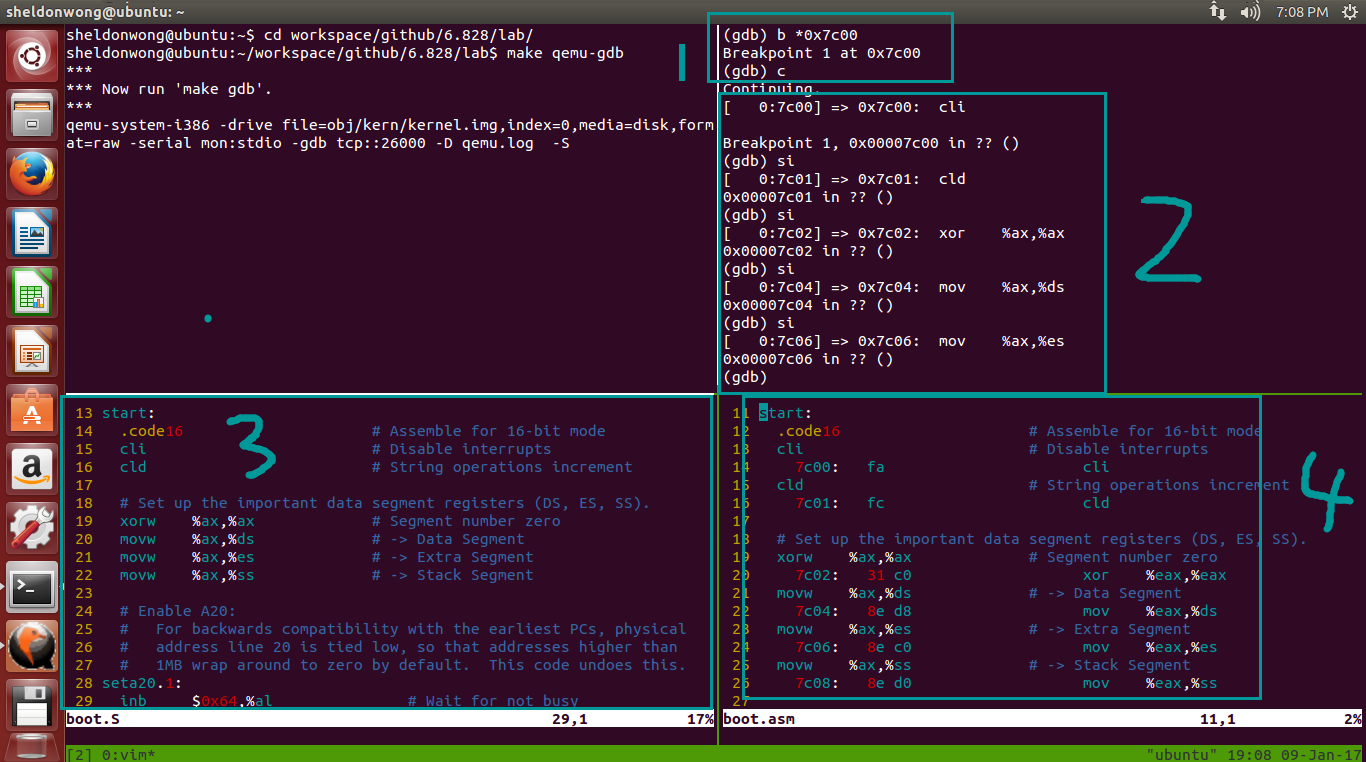 sheldonwong@ubuntu: ~
7:08 PM
sheldonwong@ubuntu:~$ cd workspace/github/6.828/lab/
sheldonwong@ubuntu:~/workspace/github/6.828/lab$ make qemu-gdb
***
*** Now run 'make gdb'.
***
qemu-system-i386 -drive file=obj/kern/kernel.img,index=0,media=disk,form
at=raw -serial mon:stdio -gdb tcp::26000 -D qemu.log  -S
1
(gdb) b *0x7c00
Breakpoint 1 at 0x7c00
(gdb) c
Continuing.
[   0:7c00] => 0x7c00:  cli
Breakpoint 1, 0x00007c00 in ?? ()
(gdb) si
[   0:7c01] => 0x7c01:  cld
0x00007c01 in ?? ()
(gdb) si
[   0:7c02] => 0x7c02:  xor    %ax,%ax
0x00007c02 in ?? ()
(gdb) si
[   0:7c04] => 0x7c04:  mov    %ax,%ds
0x00007c04 in ?? ()
(gdb) si
[   0:7c06] => 0x7c06:  mov    %ax,%es
0x00007c06 in ?? ()
(gdb)
2
13 start:
14   .code16                     # Assemble for 16-bit mode
15   cli                         # Disable interrupts
16   cld                         # String operations increment
17
18   # Set up the important data segment registers (DS, ES, SS).
19   xorw    %ax,%ax             # Segment number zero
20   movw    %ax,%ds             # -> Data Segment
21   movw    %ax,%es             # -> Extra Segment
22   movw    %ax,%ss             # -> Stack Segment
23
24   # Enable A20:
25   #   For backwards compatibility with the earliest PCs, physical
26   #   address line 20 is tied low, so that addresses higher than
27   #   1MB wrap around to zero by default.  This code undoes this.
28 seta20.1:
29   inb     $0x64,%al               # Wait for not busy
boot.S                                                29,1           17%
3
11 start:
12   .code16                     # Assemble for 16-bit mode
13   cli                         # Disable interrupts
14     7c00:   fa                      cli
15   cld                         # String operations increment
16     7c01:   fc                      cld
17
18   # Set up the important data segment registers (DS, ES, SS).
19   xorw    %ax,%ax             # Segment number zero
20     7c02:   31 c0                   xor    %eax,%eax
21   movw    %ax,%ds             # -> Data Segment
22     7c04:   8e d8                   mov    %eax,%ds
23   movw    %ax,%es             # -> Extra Segment
24     7c06:   8e c0                   mov    %eax,%es
25   movw    %ax,%ss             # -> Stack Segment
26     7c08:   8e d0                   mov    %eax,%ss
27
boot.asm                                             11,1            2%
4
[2] 0:vim*                                "ubuntu" 19:08 09-Jan-17